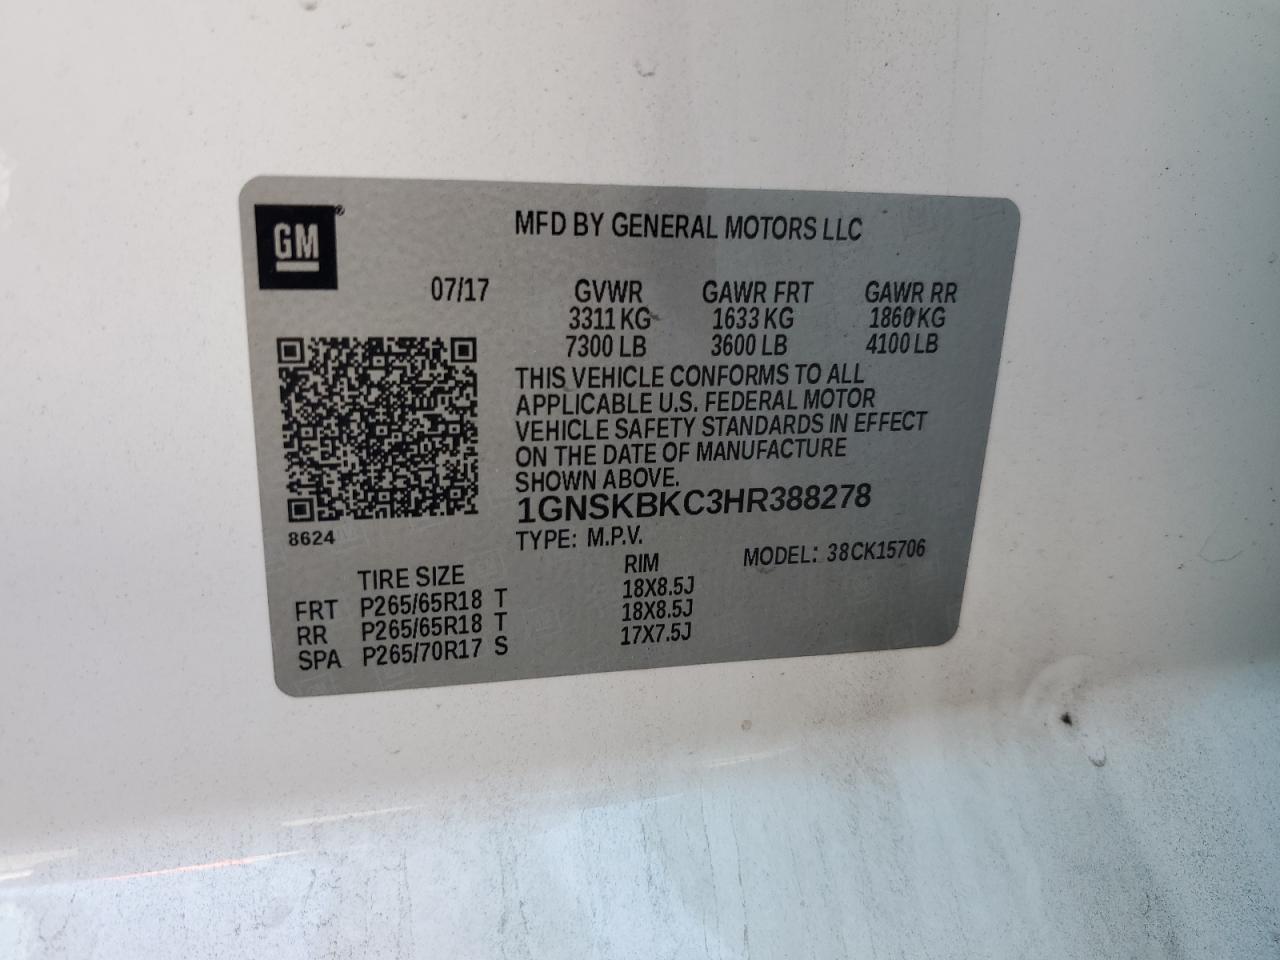 GM®
MFD BY GENERAL MOTORS LLC
07/17 GVWR GAWR FRT GAWR RR
3311 KG 1633 KG 1860 KG
7300 LB 3600 LB 4100 LB
THIS VEHICLE CONFORMS TO ALL
APPLICABLE U.S. FEDERAL MOTOR
VEHICLE SAFETY STANDARDS IN EFFECT
ON THE DATE OF MANUFACTURE
SHOWN ABOVE.
1GNSKBKC3HR388278
8624
TYPE: M.P.V. MODEL: 38CK15706
TIRE SIZE RIM
FRT P265/65R18 T 18X8.5J
RR P265/65R18 T 18X8.5J
SPA P265/70R17 S 17X7.5J